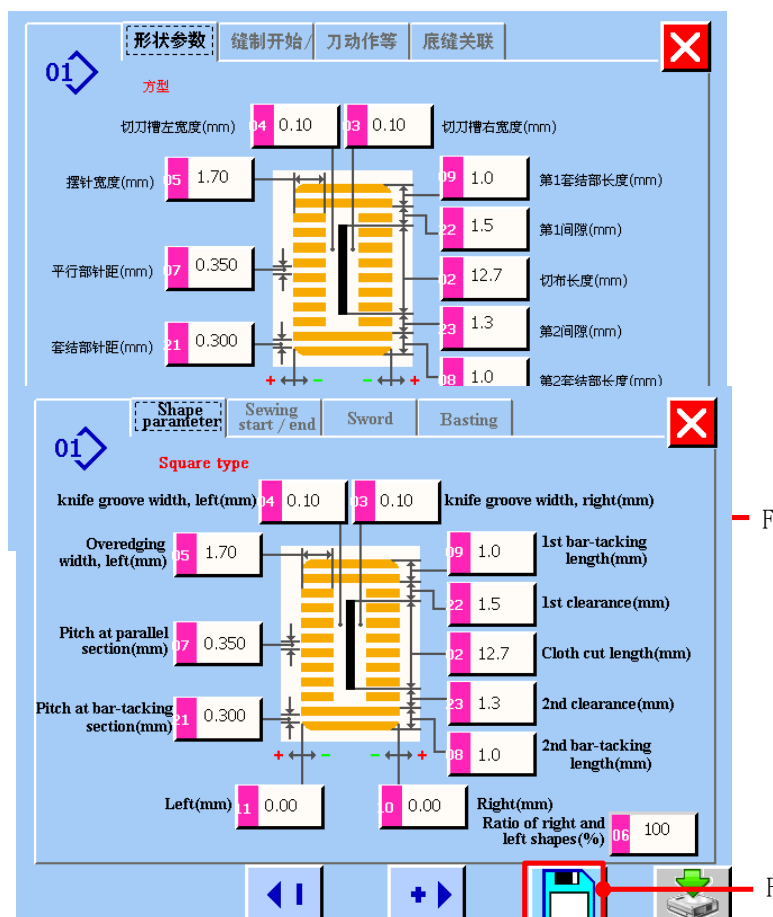 形状参数
缝制开始/
刀动作等
底缝关联
01
方型
切刀槽左宽度(mm) 04 0.10 03 0.10 切刀槽右宽度(mm)
摆针宽度(mm) 05 1.70
09 1.0 第1套结部长度(mm)
22 1.5 第1间隙(mm)
平行部针距(mm) 07 0.350
02 12.7 切布长度(mm)
套结部针距(mm) 21 0.300
23 1.3 第2间隙(mm)
08 1.0 第2套结部长度(mm)
+ - - +
Shape
parameter
Sewing
start / end
Sword
Basting
01
Square type
knife groove width, left(mm) 04 0.10 03 0.10 knife groove width, right(mm)
Overedging
width, left(mm) 05 1.70
09 1.0 1st bar-tacking
length(mm)
22 1.5 1st clearance(mm)
Pitch at parallel
section(mm) 07 0.350
02 12.7 Cloth cut length(mm)
Pitch at bar-tacking
section(mm) 21 0.300
23 1.3 2nd clearance(mm)
08 1.0 2nd bar-tacking
length(mm)
+ - - +
Left(mm) 11 0.00
10 0.00 Right(mm)
Ratio of right and
left shapes(%) 06 100
F